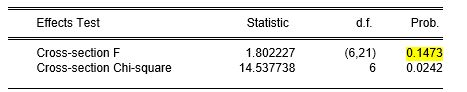 Effects Test Statistic d.f. Prob.
Cross-section F 1.802227 (6,21) 0.1473
Cross-section Chi-square 14.537738 6 0.0242